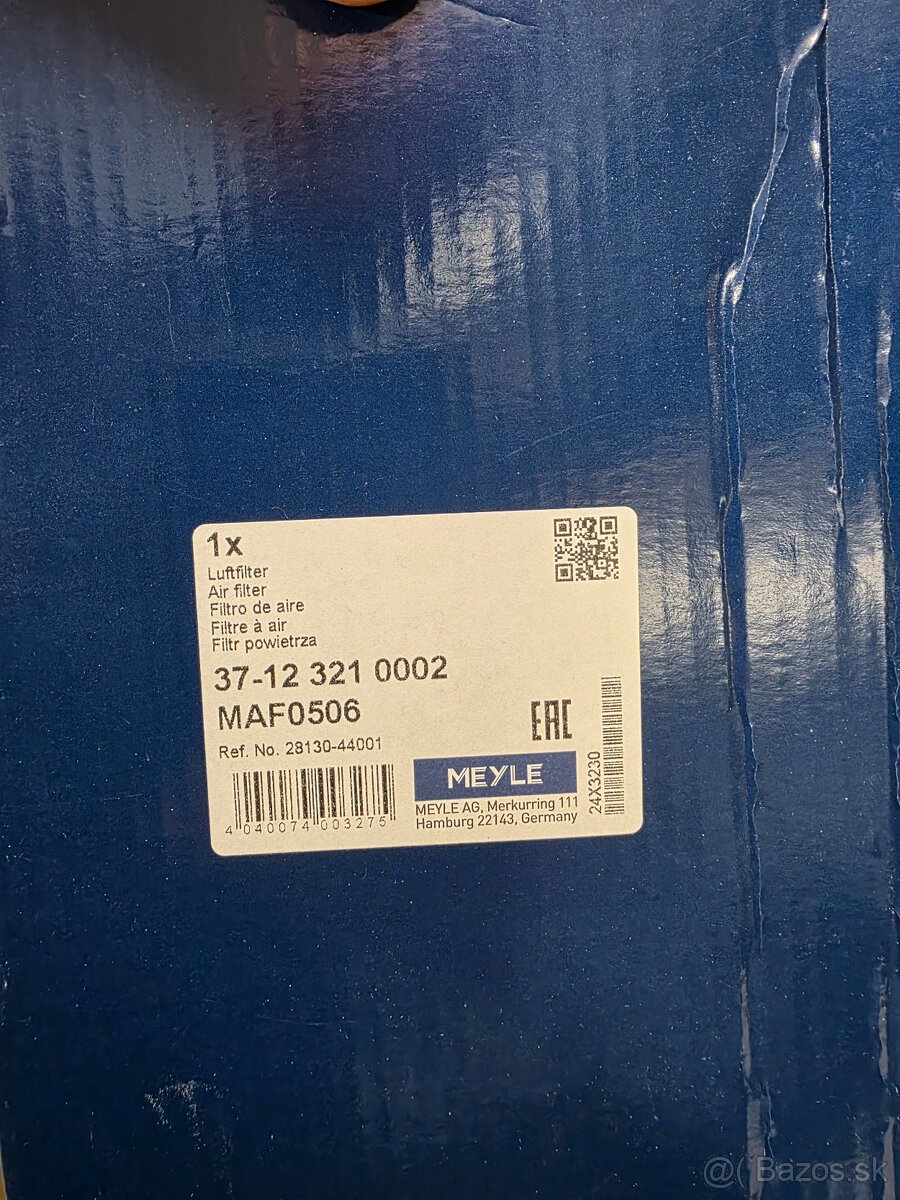 1x
Luftfilter
Air filter
Filtro de aire
Filtre à air
Filtr powietrza
37-12 321 0002
MAF0506
EAC
Ref. No. 28130-44001
4 040074 003275
MEYLE
MEYLE AG, Merkurring 111
Hamburg 22143, Germany
24X3230
@( Bazos.sk